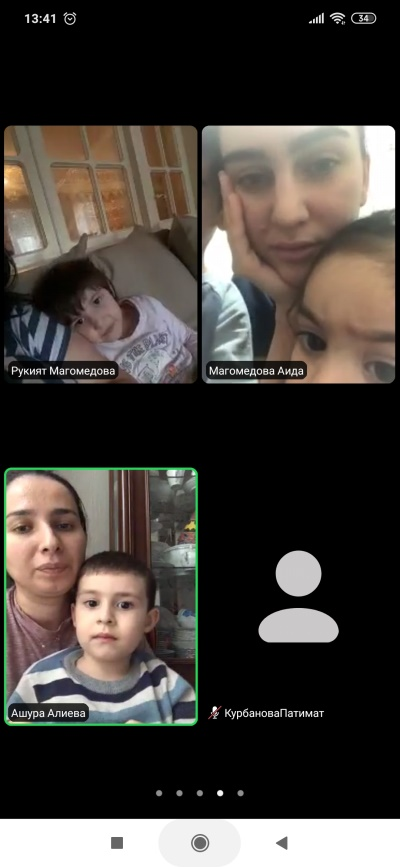 13:41
34
Рукият Магомедова
Магомедова Аида
Ашура Алиева
КурбановаПатимат